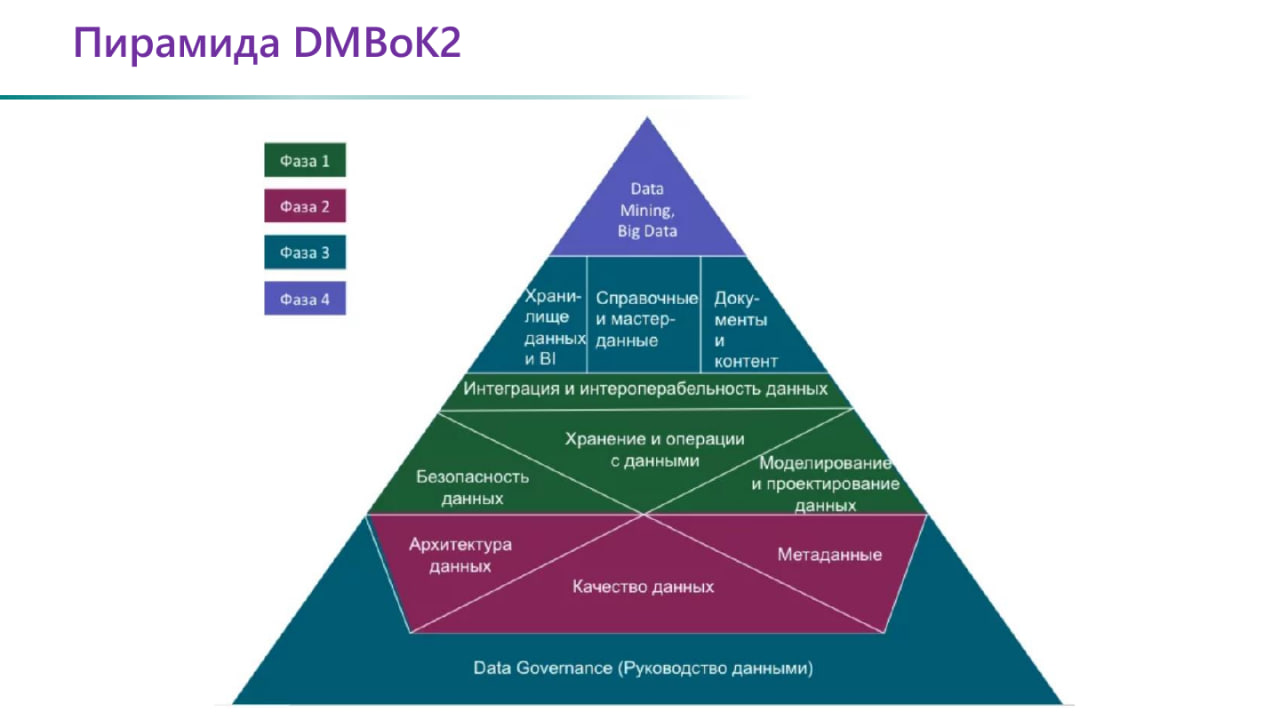 Пирамида DMBoK2
Фаза 1
Фаза 2
Фаза 3
Фаза 4
Data
Mining,
Big Data
Храни-
лище
данных
и BI
Справочные
и мастер-
данные
Доку-
менты
и
контент
Интеграция и интероперабельность данных
Хранение и операции
с данными
Безопасность
данных
Моделирование
и проектирование
данных
Архитектура
данных
Качество данных
Метаданные
Data Governance (Руководство данными)